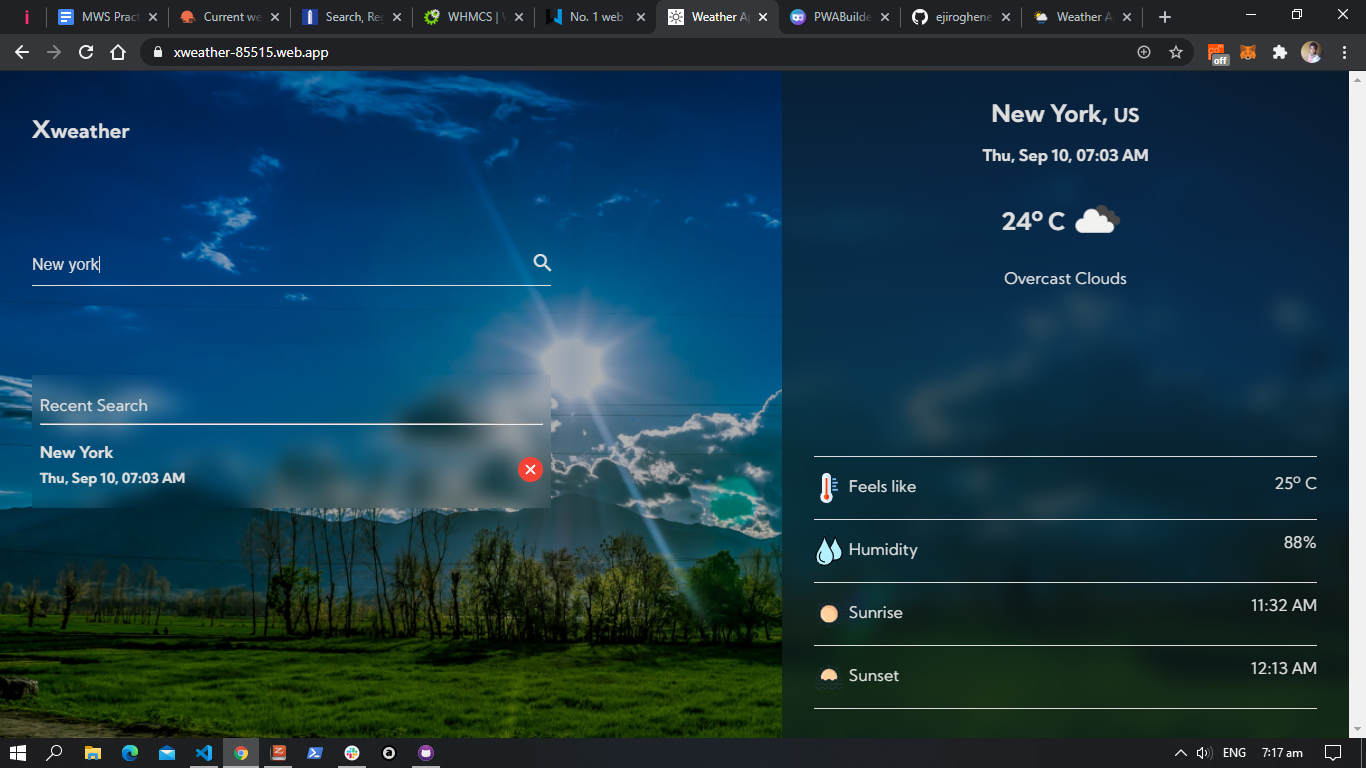 MWS Pract
Current we
Search, Reg
WHMCS |
No. 1 web
Weather Ap
PWABuilde
ejiroghene
Weather A
xweather-85515.web.app
off
Xweather
New york
Recent Search
New York
Thu, Sep 10, 07:03 AM
New York, US
Thu, Sep 10, 07:03 AM
24° C
Overcast Clouds
Feels like 25° C
Humidity 88%
Sunrise 11:32 AM
Sunset 12:13 AM
ENG 7:17 am